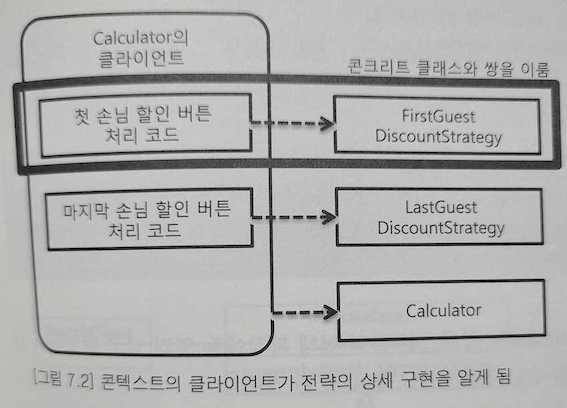 Calculator의
클라이언트
콘크리트 클래스와 쌍을 이룸
첫 손님 할인 버튼
처리 코드
FirstGuest
DiscountStrategy
마지막 손님 할인 버튼
처리 코드
LastGuest
DiscountStrategy
Calculator
[그림 7.2] 콘텍스트의 클라이언트가 전략의 상세 구현을 알게 됨